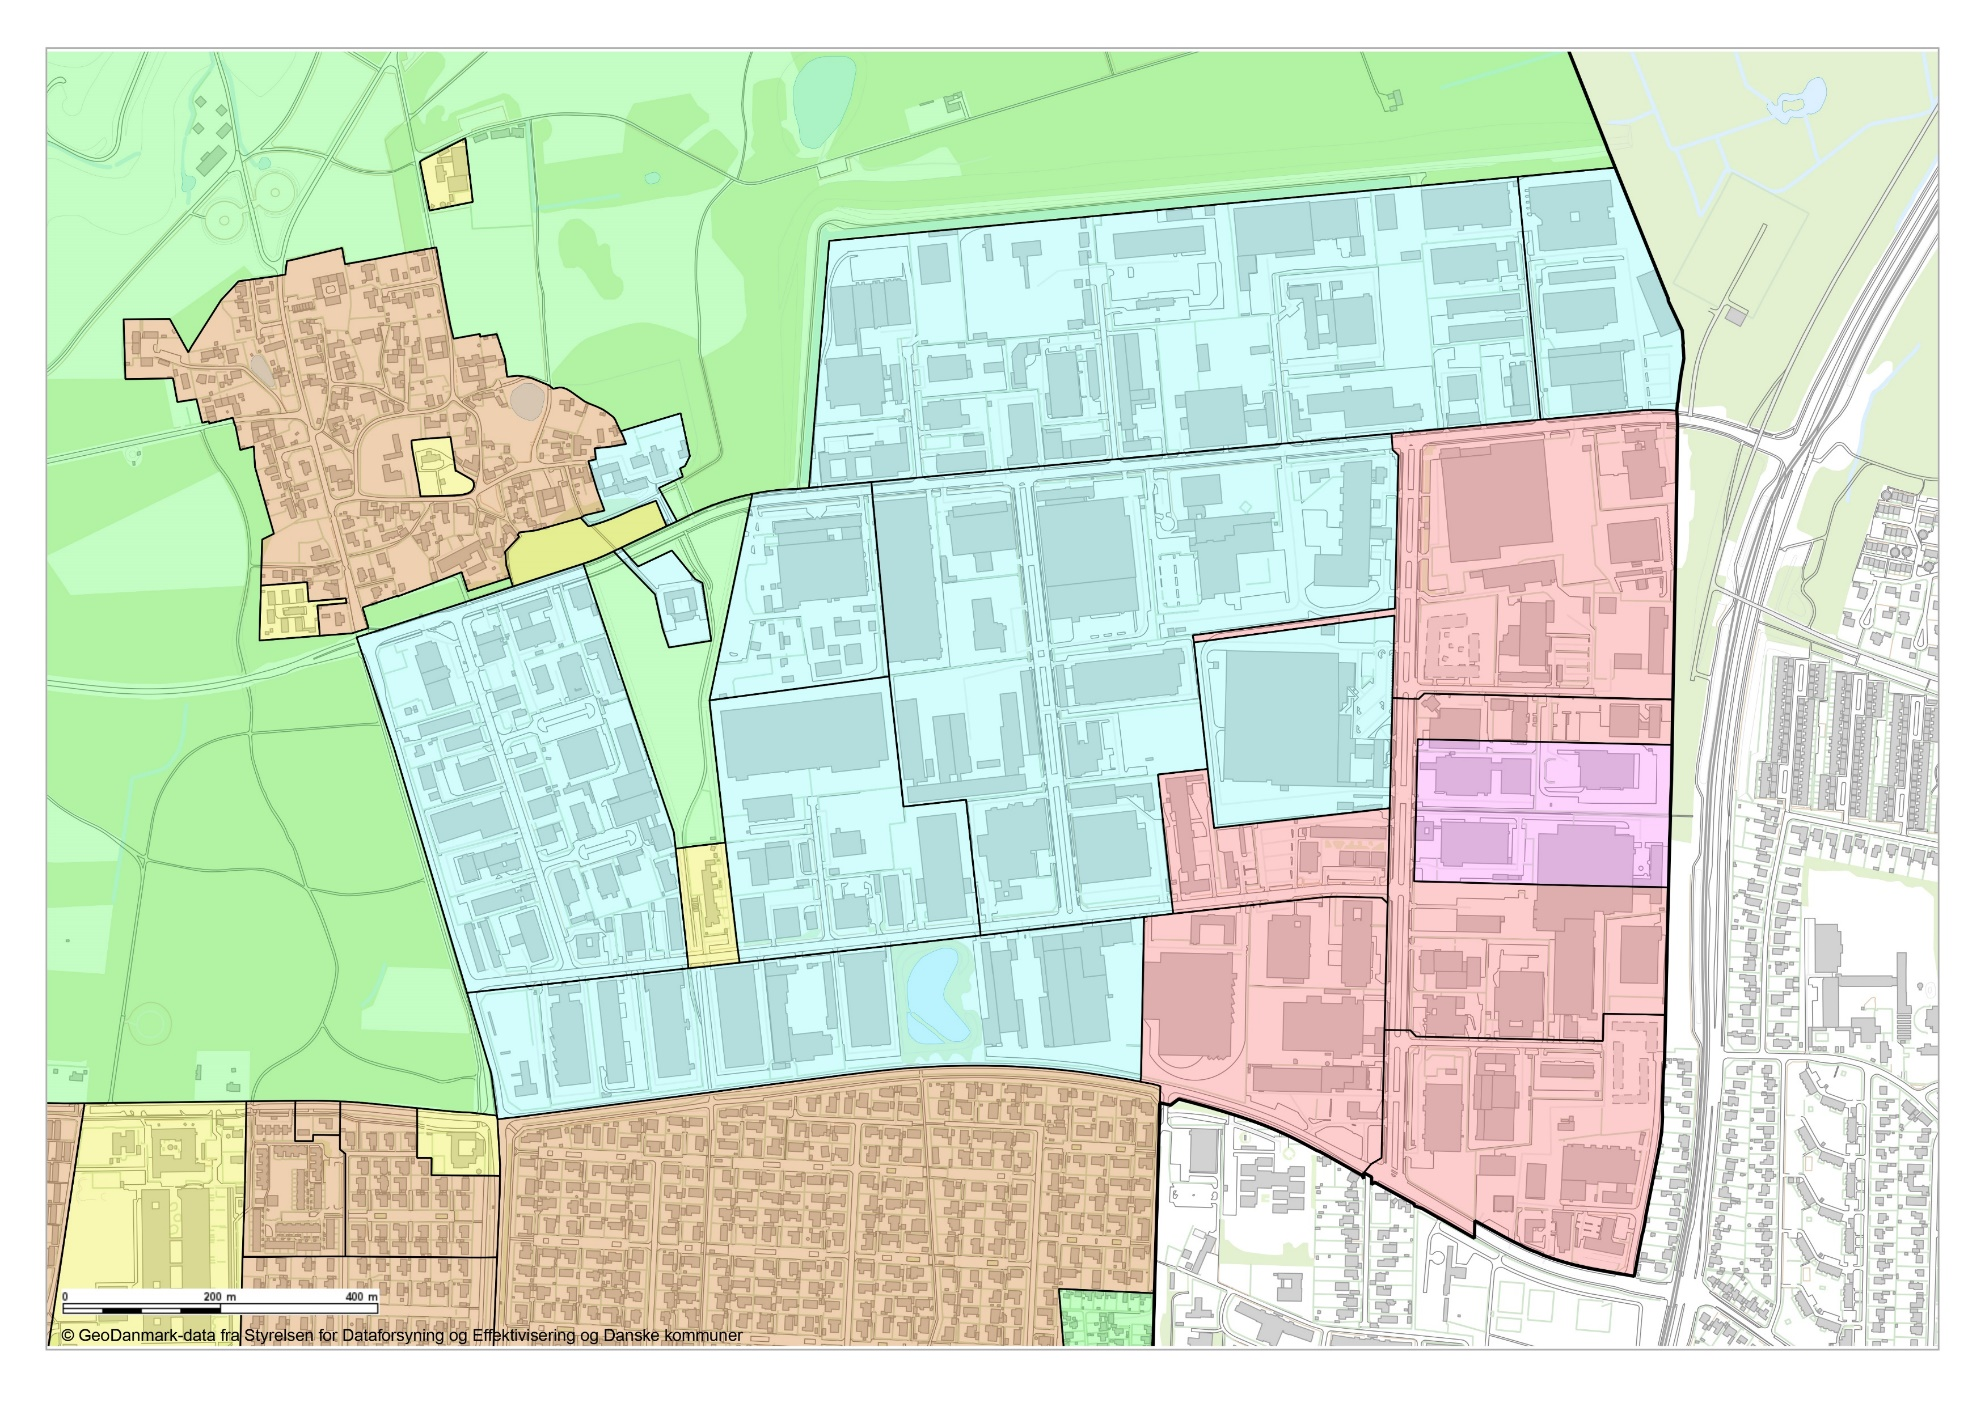 0 200 m 400 m
© GeoDanmark-data fra Styrelsen for Dataforsyning og Effektivisering og Danske kommuner